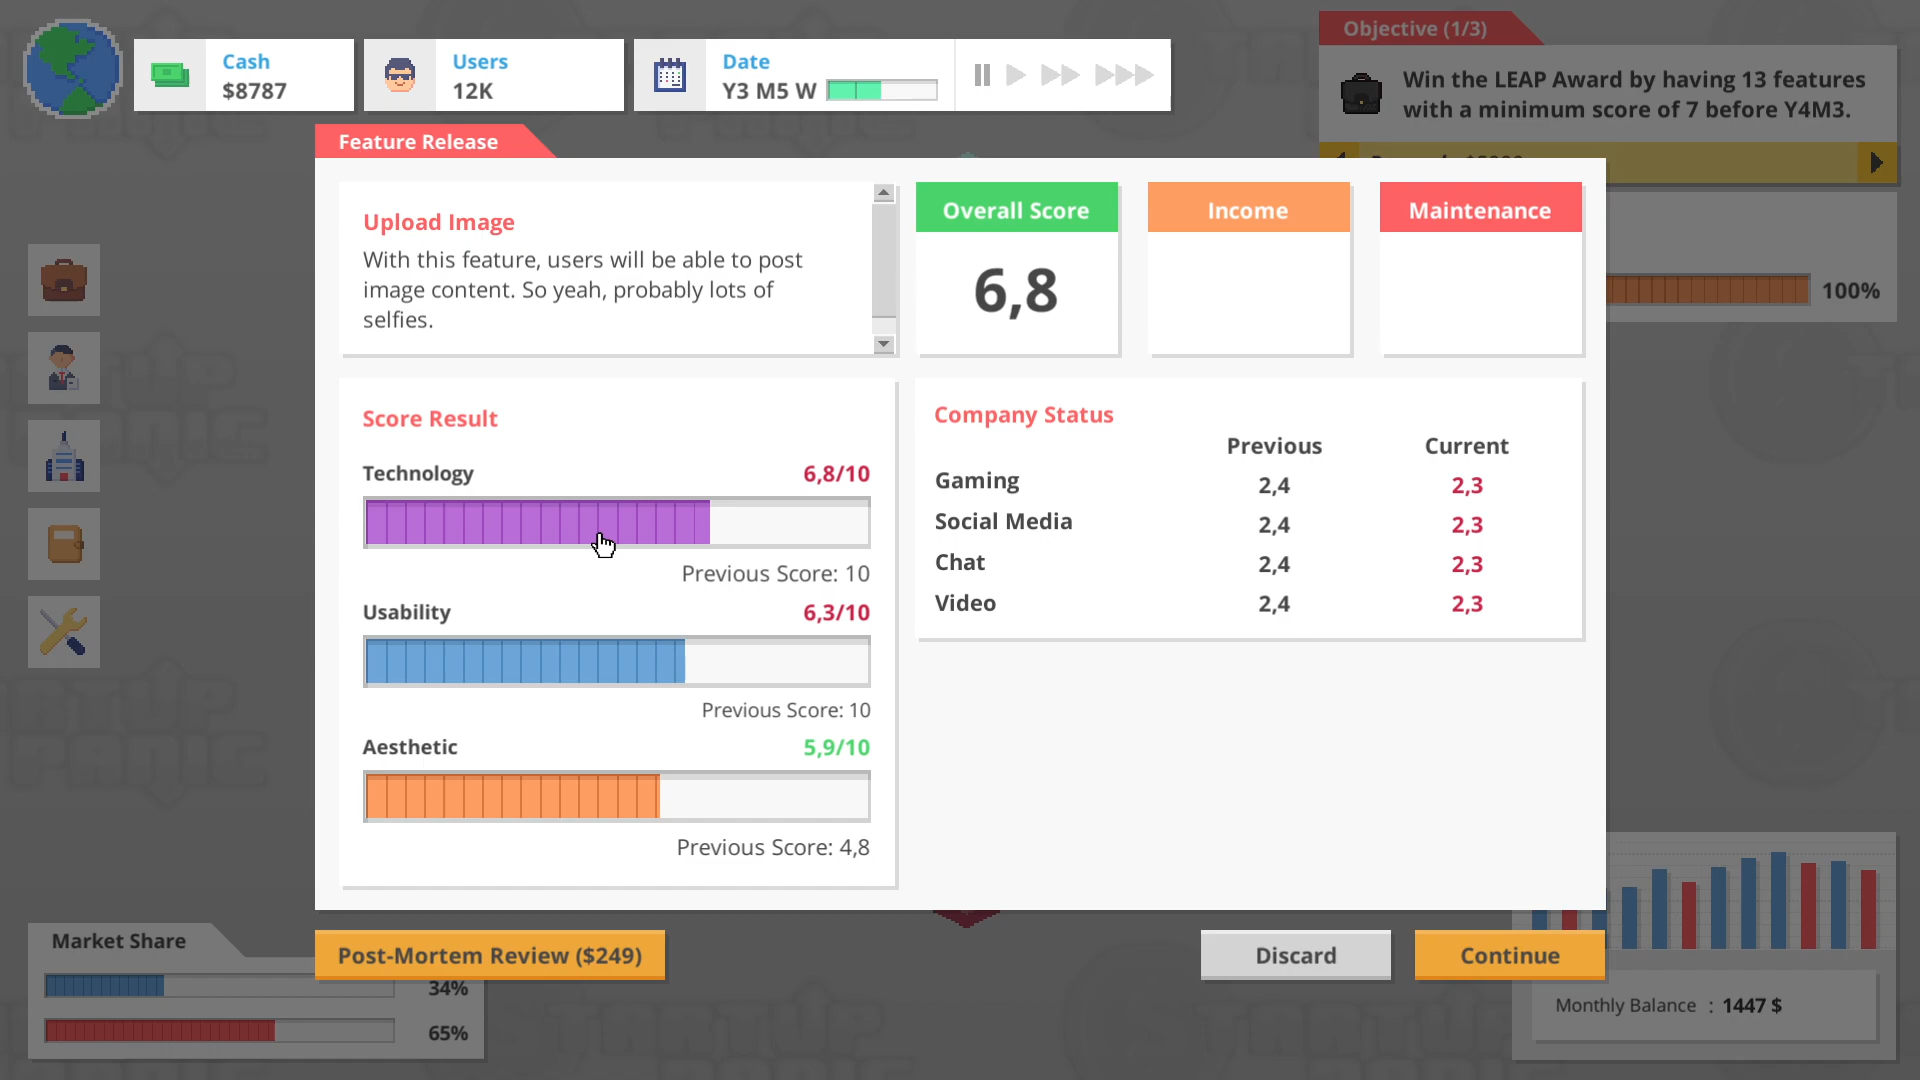 Cash
$8787
Users
12K
Date
Y3 M5 W
Objective (1/3)
Win the LEAP Award by having 13 features
with a minimum score of 7 before Y4M3.
100%
Feature Release
Upload Image
With this feature, users will be able to post
image content. So yeah, probably lots of
selfies.
Overall Score
6,8
Income
Maintenance
Score Result
Technology 6,8/10
Previous Score: 10
Usability 6,3/10
Previous Score: 10
Aesthetic 5,9/10
Previous Score: 4,8
Company Status
Previous Current
Gaming 2,4 2,3
Social Media 2,4 2,3
Chat 2,4 2,3
Video 2,4 2,3
Post-Mortem Review ($249)
Discard
Continue
Market Share
34%
65%
Monthly Balance : 1447 $